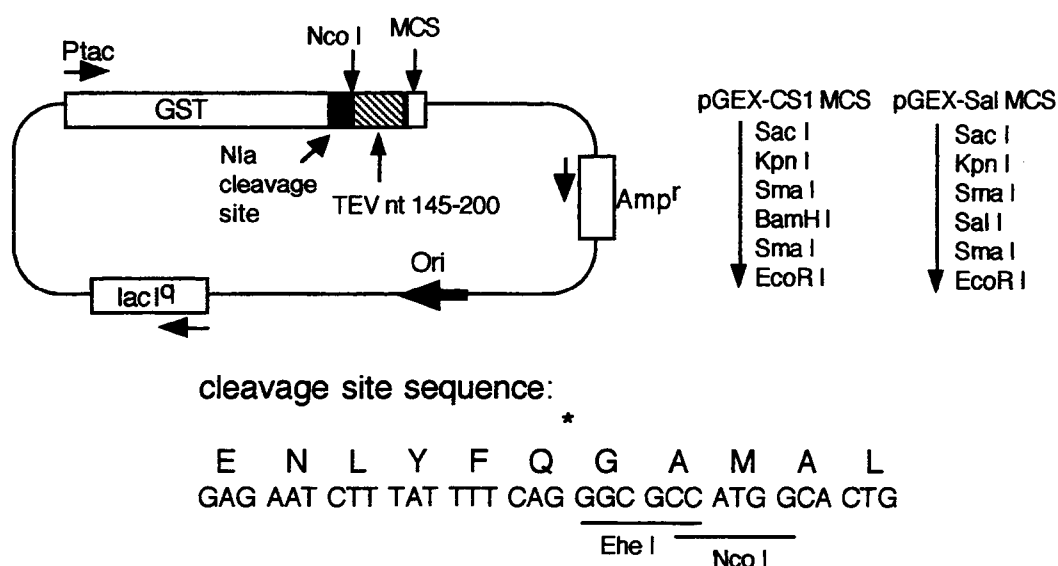 Ptac
Nco I
MCS
GST
NIa
cleavage
site
TEV nt 145-200
Amp^r
Ori
lacI^q
pGEX-CS1 MCS
Sac I
Kpn I
Sma I
BamH I
Sma I
EcoR I
pGEX-Sal MCS
Sac I
Kpn I
Sma I
Sal I
Sma I
EcoR I
cleavage site sequence:
*
E N L Y F Q G A M A L
GAG AAT CTT TAT TTT CAG GGC GCC ATG GCA CTG
Ehe I
Nco I